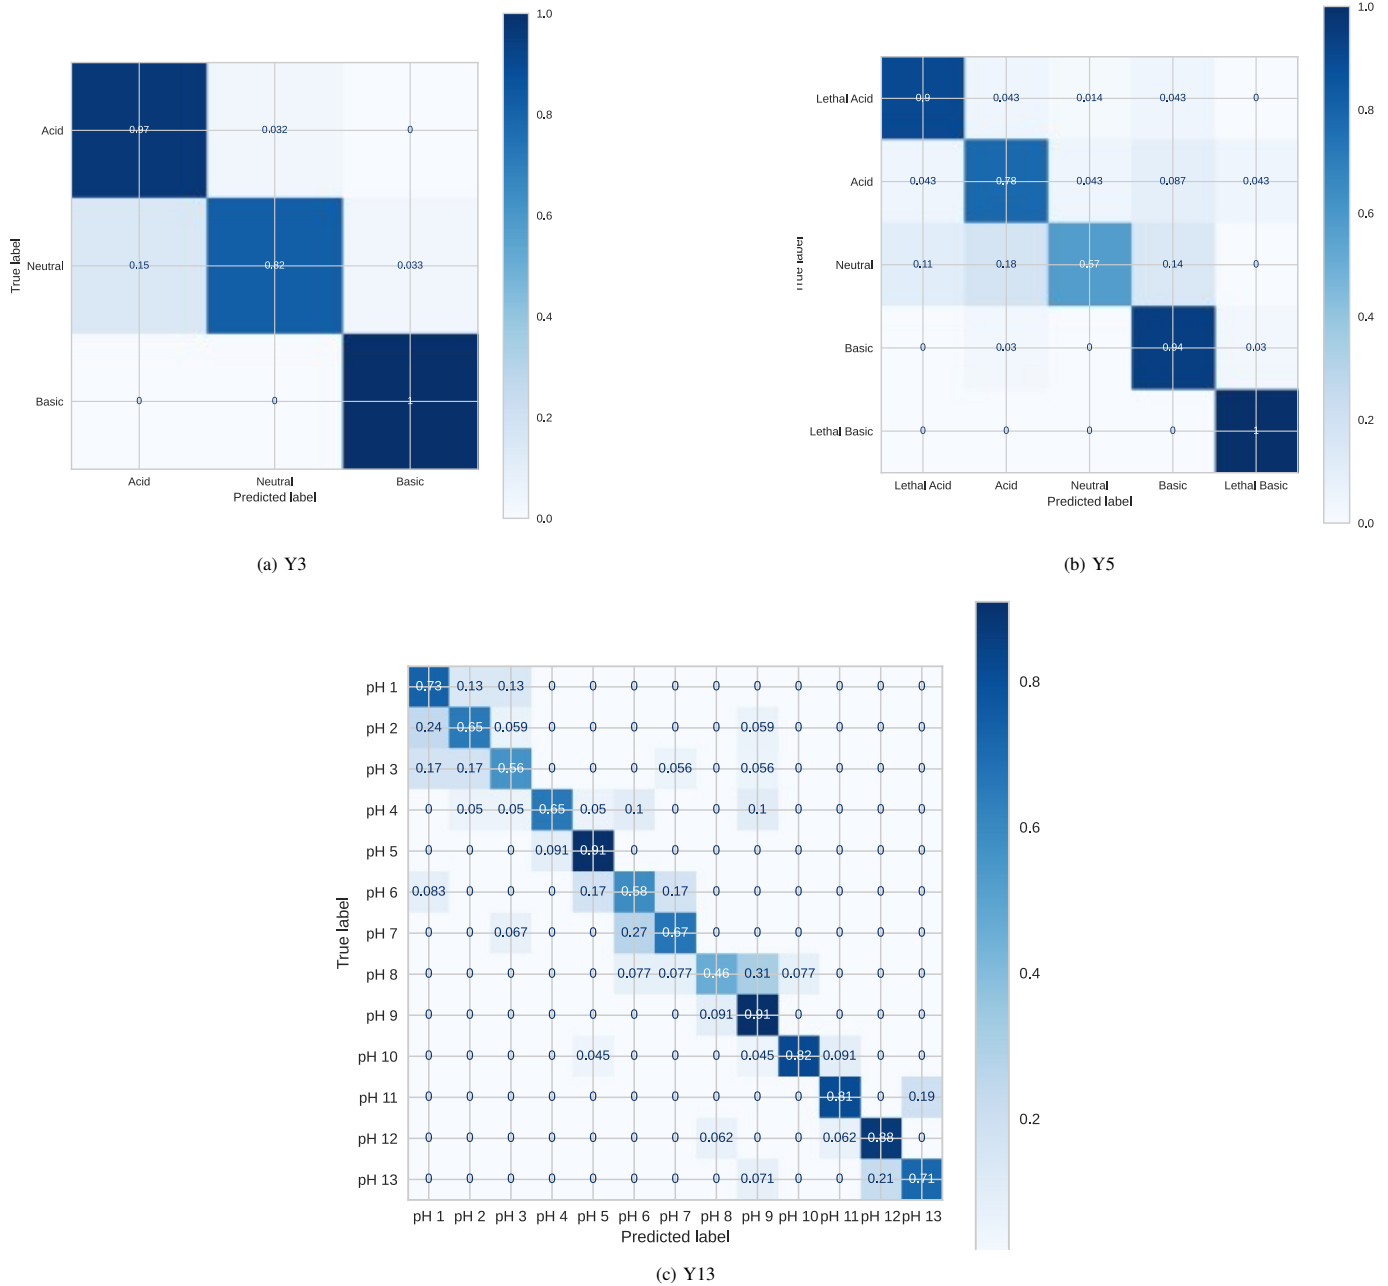 1.0
0.8
0.6
0.4
0.2
0.0
True label
Acid 0.97 0.032 0
Neutral 0.15 0.82 0.033
Basic 0 0 1
Acid Neutral Basic
Predicted label
(a) Y3
1.0
0.8
0.6
0.4
0.2
0.0
True label
Lethal Acid 0.9 0.043 0.014 0.043 0
Acid 0.043 0.78 0.043 0.087 0.043
Neutral 0.11 0.18 0.57 0.14 0
Basic 0 0.03 0 0.94 0.03
Lethal Basic 0 0 0 0 1
Lethal Acid Acid Neutral Basic Lethal Basic
Predicted label
(b) Y5
0.8
0.6
0.4
0.2
True label
pH 1 0.73 0.13 0.13 0 0 0 0 0 0 0 0 0 0
pH 2 0.24 0.65 0.059 0 0 0 0 0 0.059 0 0 0 0
pH 3 0.17 0.17 0.56 0 0 0 0.056 0 0.056 0 0 0 0
pH 4 0 0.05 0.05 0.65 0.05 0.1 0 0 0.1 0 0 0 0
pH 5 0 0 0 0.091 0.91 0 0 0 0 0 0 0 0
pH 6 0.083 0 0 0 0.17 0.58 0.17 0 0 0 0 0 0
pH 7 0 0 0.067 0 0 0.27 0.67 0 0 0 0 0 0
pH 8 0 0 0 0 0 0.077 0.077 0.46 0.31 0.077 0 0 0
pH 9 0 0 0 0 0 0 0 0.091 0.91 0 0 0 0
pH 10 0 0 0 0 0.045 0 0 0 0.045 0.82 0.091 0 0
pH 11 0 0 0 0 0 0 0 0 0 0 0.81 0 0.19
pH 12 0 0 0 0 0 0 0 0.062 0 0 0.062 0.88 0
pH 13 0 0 0 0 0 0 0 0 0.071 0 0 0.21 0.71
pH 1 pH 2 pH 3 pH 4 pH 5 pH 6 pH 7 pH 8 pH 9 pH 10 pH 11 pH 12 pH 13
Predicted label
(c) Y13